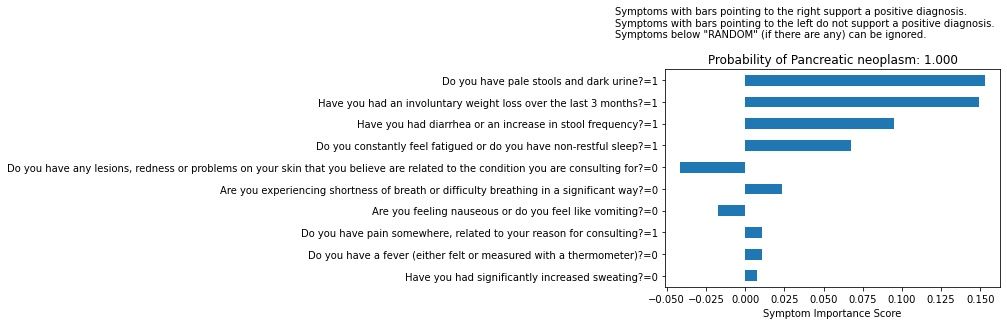 Symptoms with bars pointing to the right support a positive diagnosis.
Symptoms with bars pointing to the left do not support a positive diagnosis.
Symptoms below "RANDOM" (if there are any) can be ignored.
Probability of Pancreatic neoplasm: 1.000
Do you have pale stools and dark urine?=1
Have you had an involuntary weight loss over the last 3 months?=1
Have you had diarrhea or an increase in stool frequency?=1
Do you constantly feel fatigued or do you have non-restful sleep?=1
Do you have any lesions, redness or problems on your skin that you believe are related to the condition you are consulting for?=0
Are you experiencing shortness of breath or difficulty breathing in a significant way?=0
Are you feeling nauseous or do you feel like vomiting?=0
Do you have pain somewhere, related to your reason for consulting?=1
Do you have a fever (either felt or measured with a thermometer)?=0
Have you had significantly increased sweating?=0
−0.050 −0.025 0.000 0.025 0.050 0.075 0.100 0.125 0.150
Symptom Importance Score